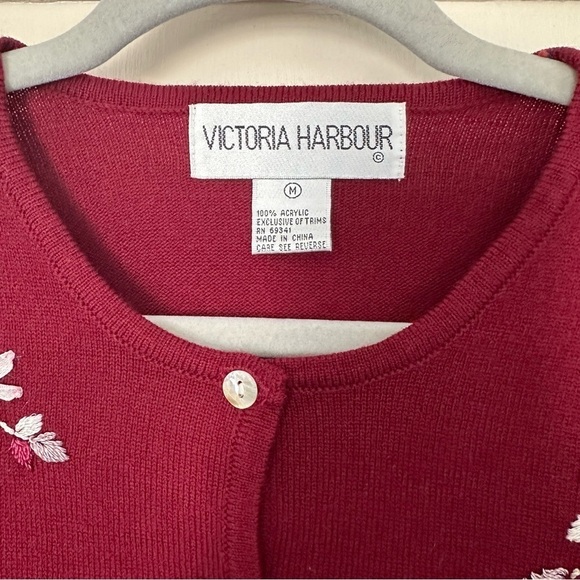 VICTORIA HARBOUR
©
M
100% ACRYLIC
EXCLUSIVE OF TRIMS
RN 69341
MADE IN CHINA
CARE SEE REVERSE